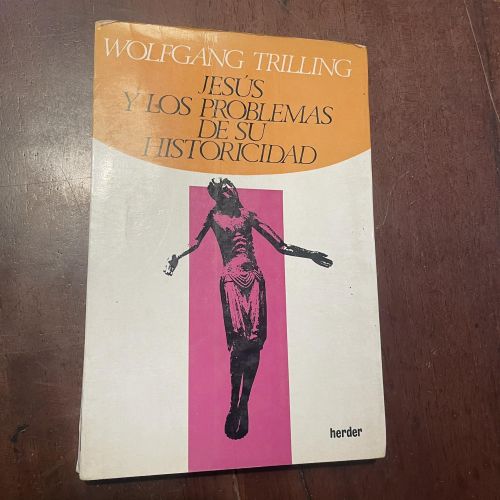 WOLFGANG TRILLING
JESÚS
Y LOS PROBLEMAS
DE SU
HISTORICIDAD
herder